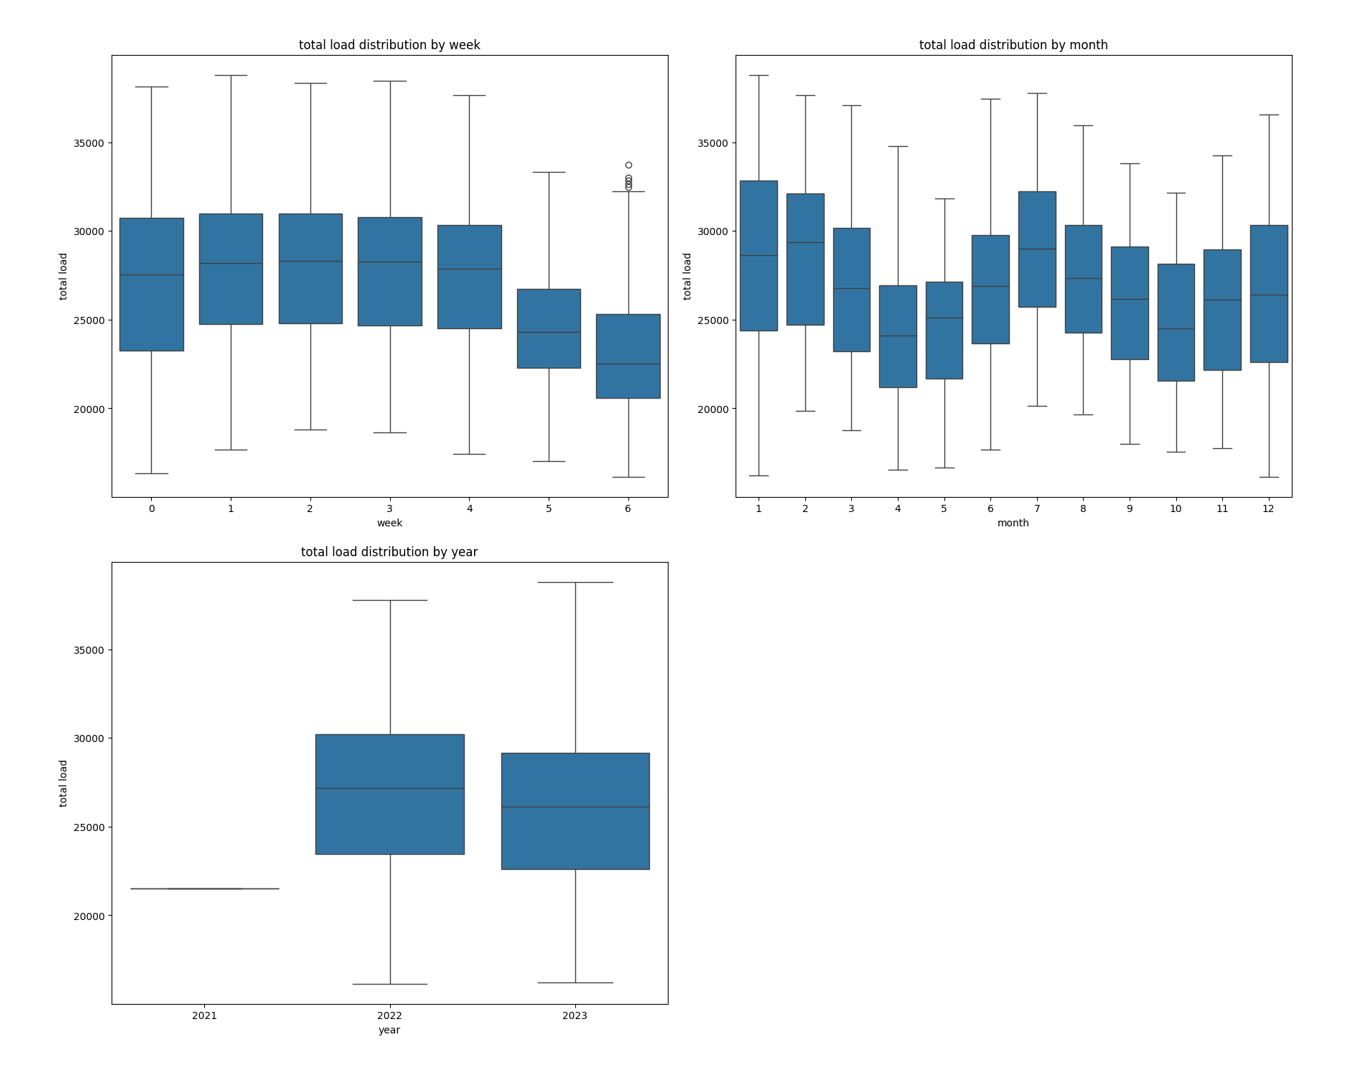 total load distribution by week
total load
35000
30000
25000
20000
0 1 2 3 4 5 6
week
total load distribution by month
total load
35000
30000
25000
20000
1 2 3 4 5 6 7 8 9 10 11 12
month
total load distribution by year
total load
35000
30000
25000
20000
2021 2022 2023
year